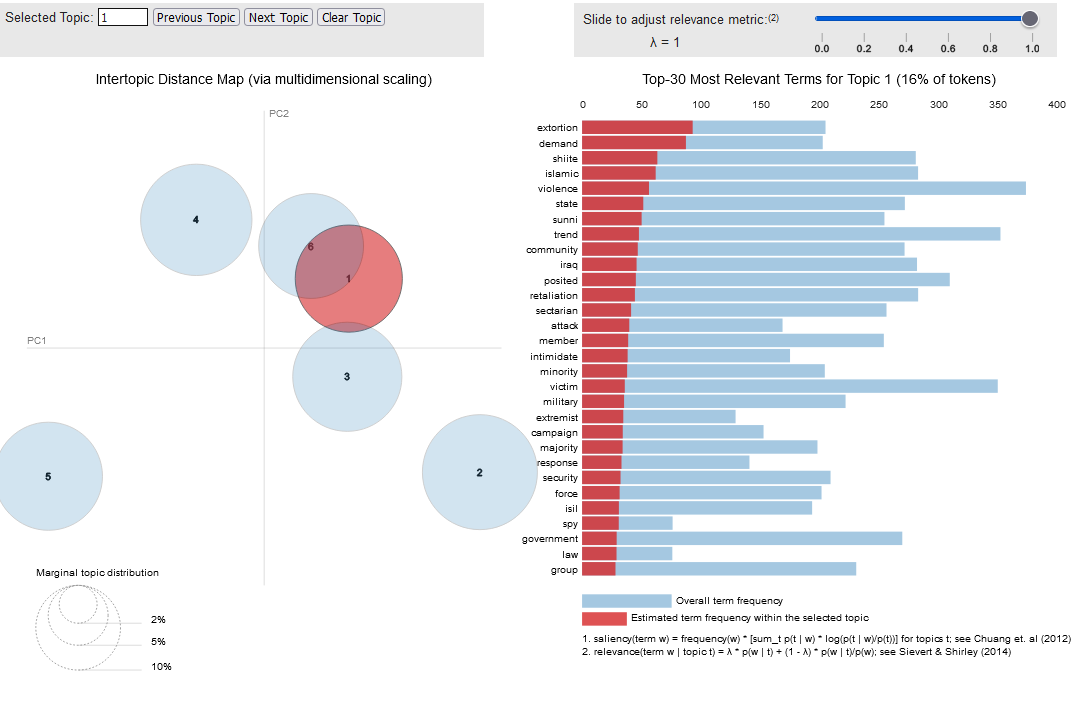 Selected Topic: 1 Previous Topic Next Topic Clear Topic
Slide to adjust relevance metric:(2)
λ = 1
0.0 0.2 0.4 0.6 0.8 1.0
Intertopic Distance Map (via multidimensional scaling)
PC2
PC1
4
6
1
3
5
2
Marginal topic distribution
2%
5%
10%
Top-30 Most Relevant Terms for Topic 1 (16% of tokens)
0 50 100 150 200 250 300 350 400
extortion
demand
shiite
islamic
violence
state
sunni
trend
community
iraq
posited
retaliation
sectarian
attack
member
intimidate
minority
victim
military
extremist
campaign
majority
response
security
force
isil
spy
government
law
group
Overall term frequency
Estimated term frequency within the selected topic
1. saliency(term w) = frequency(w) * [sum_t p(t | w) * log(p(t | w)/p(t))] for topics t; see Chuang et. al (2012)
2. relevance(term w | topic t) = λ * p(w | t) + (1 - λ) * p(w | t)/p(w); see Sievert & Shirley (2014)